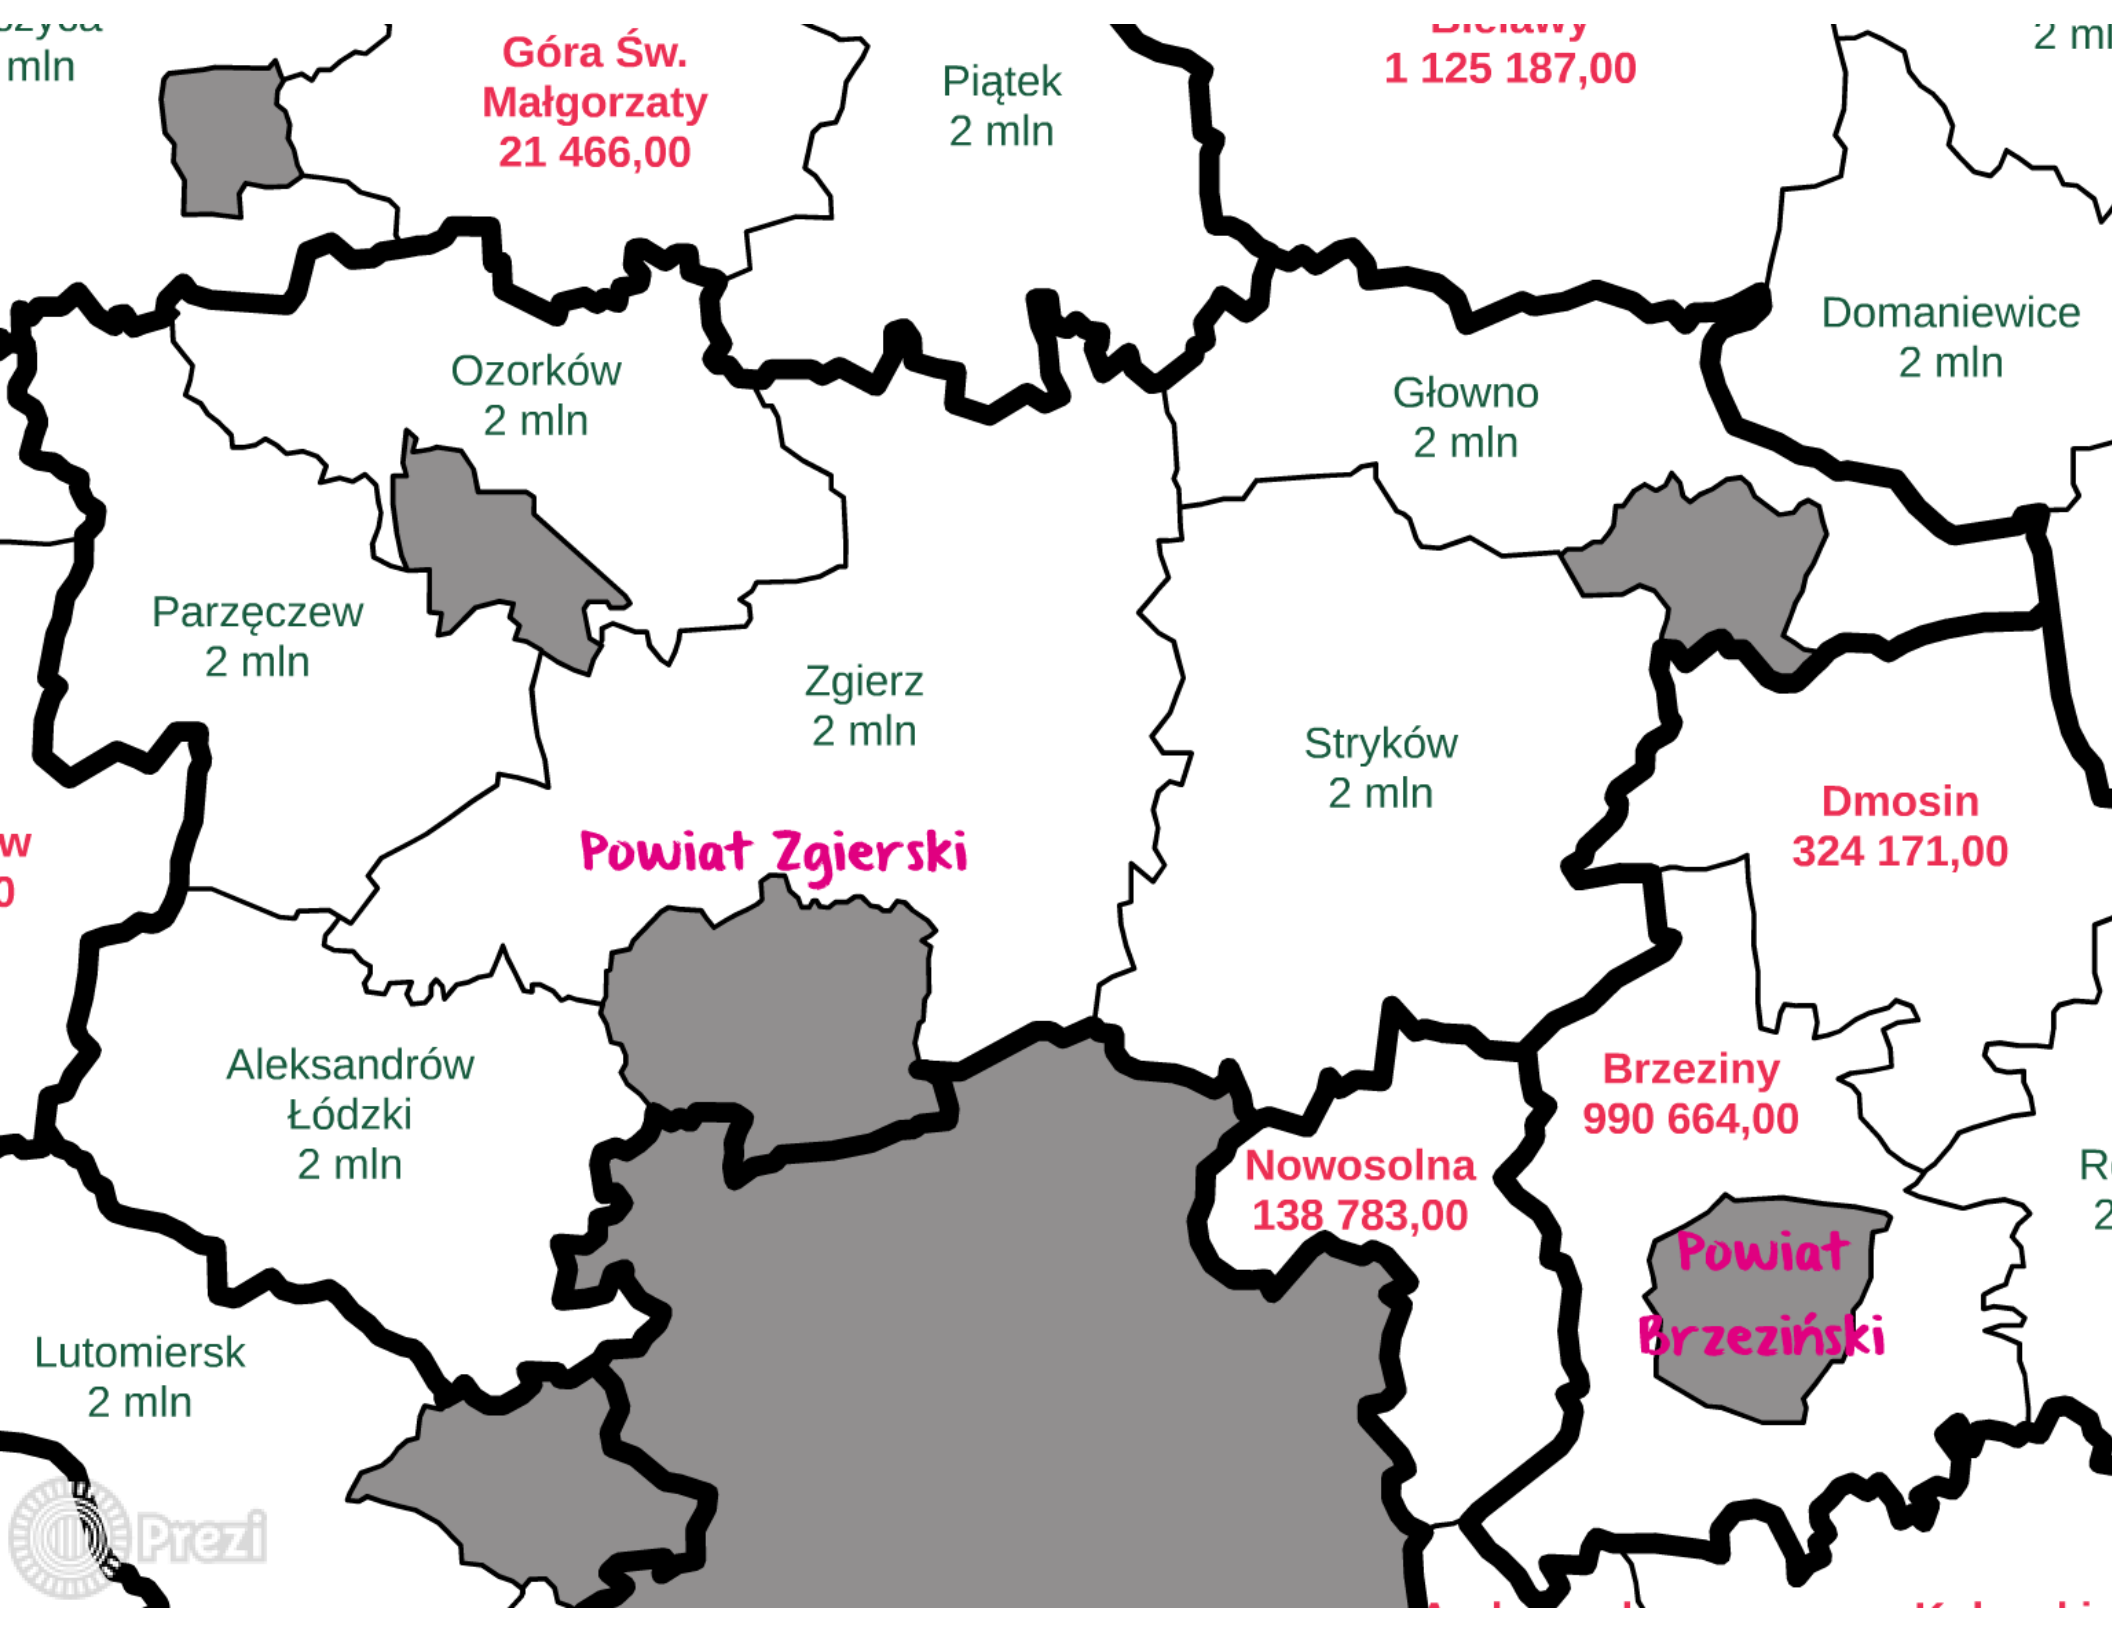 mln
Góra Św.
Małgorzaty
21 466,00
Piątek
2 mln
Bielawy
1 125 187,00
Domaniewice
2 mln
Ozorków
2 mln
Głowno
2 mln
Parzęczew
2 mln
Zgierz
2 mln
Stryków
2 mln
Dmosin
324 171,00
Powiat Zgierski
Aleksandrów
Łódzki
2 mln
Brzeziny
990 664,00
Nowosolna
138 783,00
Powiat
Brzeziński
Lutomiersk
2 mln
Prezi